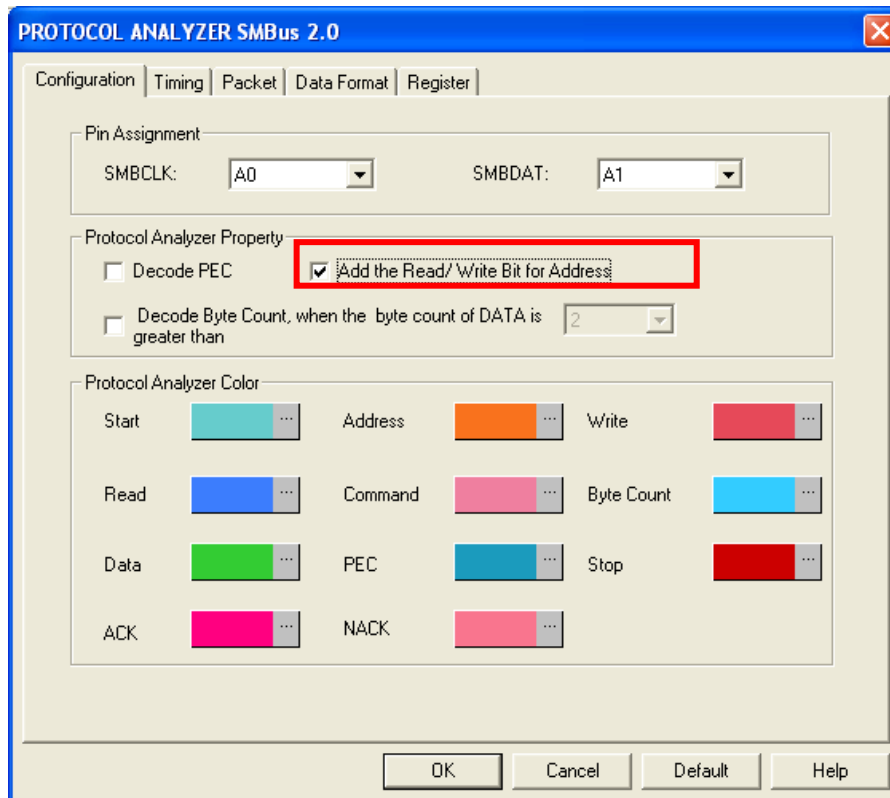 PROTOCOL ANALYZER SMBus 2.0
Configuration Timing Packet Data Format Register
Pin Assignment
SMBCLK: A0 SMBDAT: A1
Protocol Analyzer Property
Decode PEC Add the Read/ Write Bit for Address
Decode Byte Count, when the byte count of DATA is 2
greater than
Protocol Analyzer Color
Start ... Address ... Write ...
Read ... Command ... Byte Count ...
Data ... PEC ... Stop ...
ACK ... NACK ...
OK Cancel Default Help